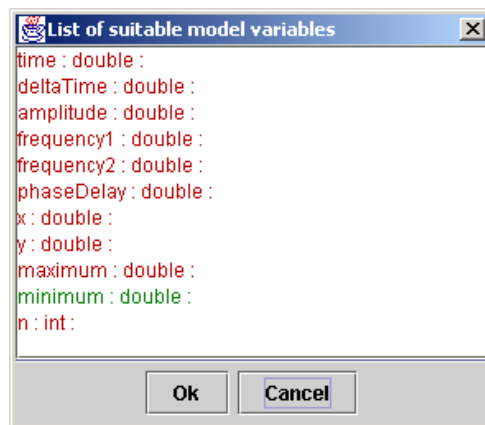 List of suitable model variables
time : double :
deltaTime : double :
amplitude : double :
frequency1 : double :
frequency2 : double :
phaseDelay : double :
x : double :
y : double :
maximum : double :
minimum : double :
n : int :
Ok Cancel